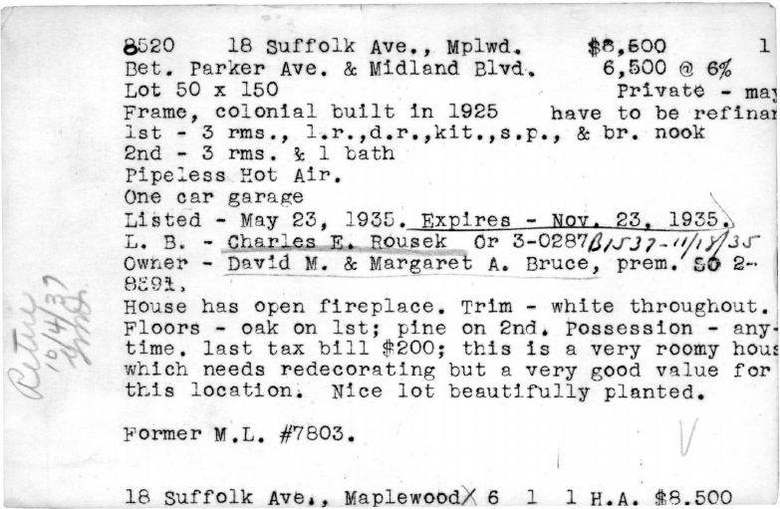 8520 18 Suffolk Ave., Mplwd. $8,500 1
Bet. Parker Ave. & Midland Blvd. 6,500 @ 6%
Lot 50 x 150 Private - may
Frame, colonial built in 1925 have to be refinan
1st - 3 rms., l.r.,d.r.,kit.,s.p., & br. nook
2nd - 3 rms. & 1 bath
Pipeless Hot Air.
One car garage
Listed - May 23, 1935. Expires - Nov. 23, 1935.
L. B. - Charles E. Rousek Or 3-0287 B1537-11/18/35
Owner - David M. & Margaret A. Bruce, prem. SO 2-
8391.
House has open fireplace. Trim - white throughout.
Floors - oak on 1st; pine on 2nd. Possession - any-
time. last tax bill $200; this is a very roomy hous
which needs redecorating but a very good value for
this location. Nice lot beautifully planted.
Former M.L. #7803.
18 Suffolk Ave., Maplewood X 6 1 1 H.A. $8.500
10/4/37